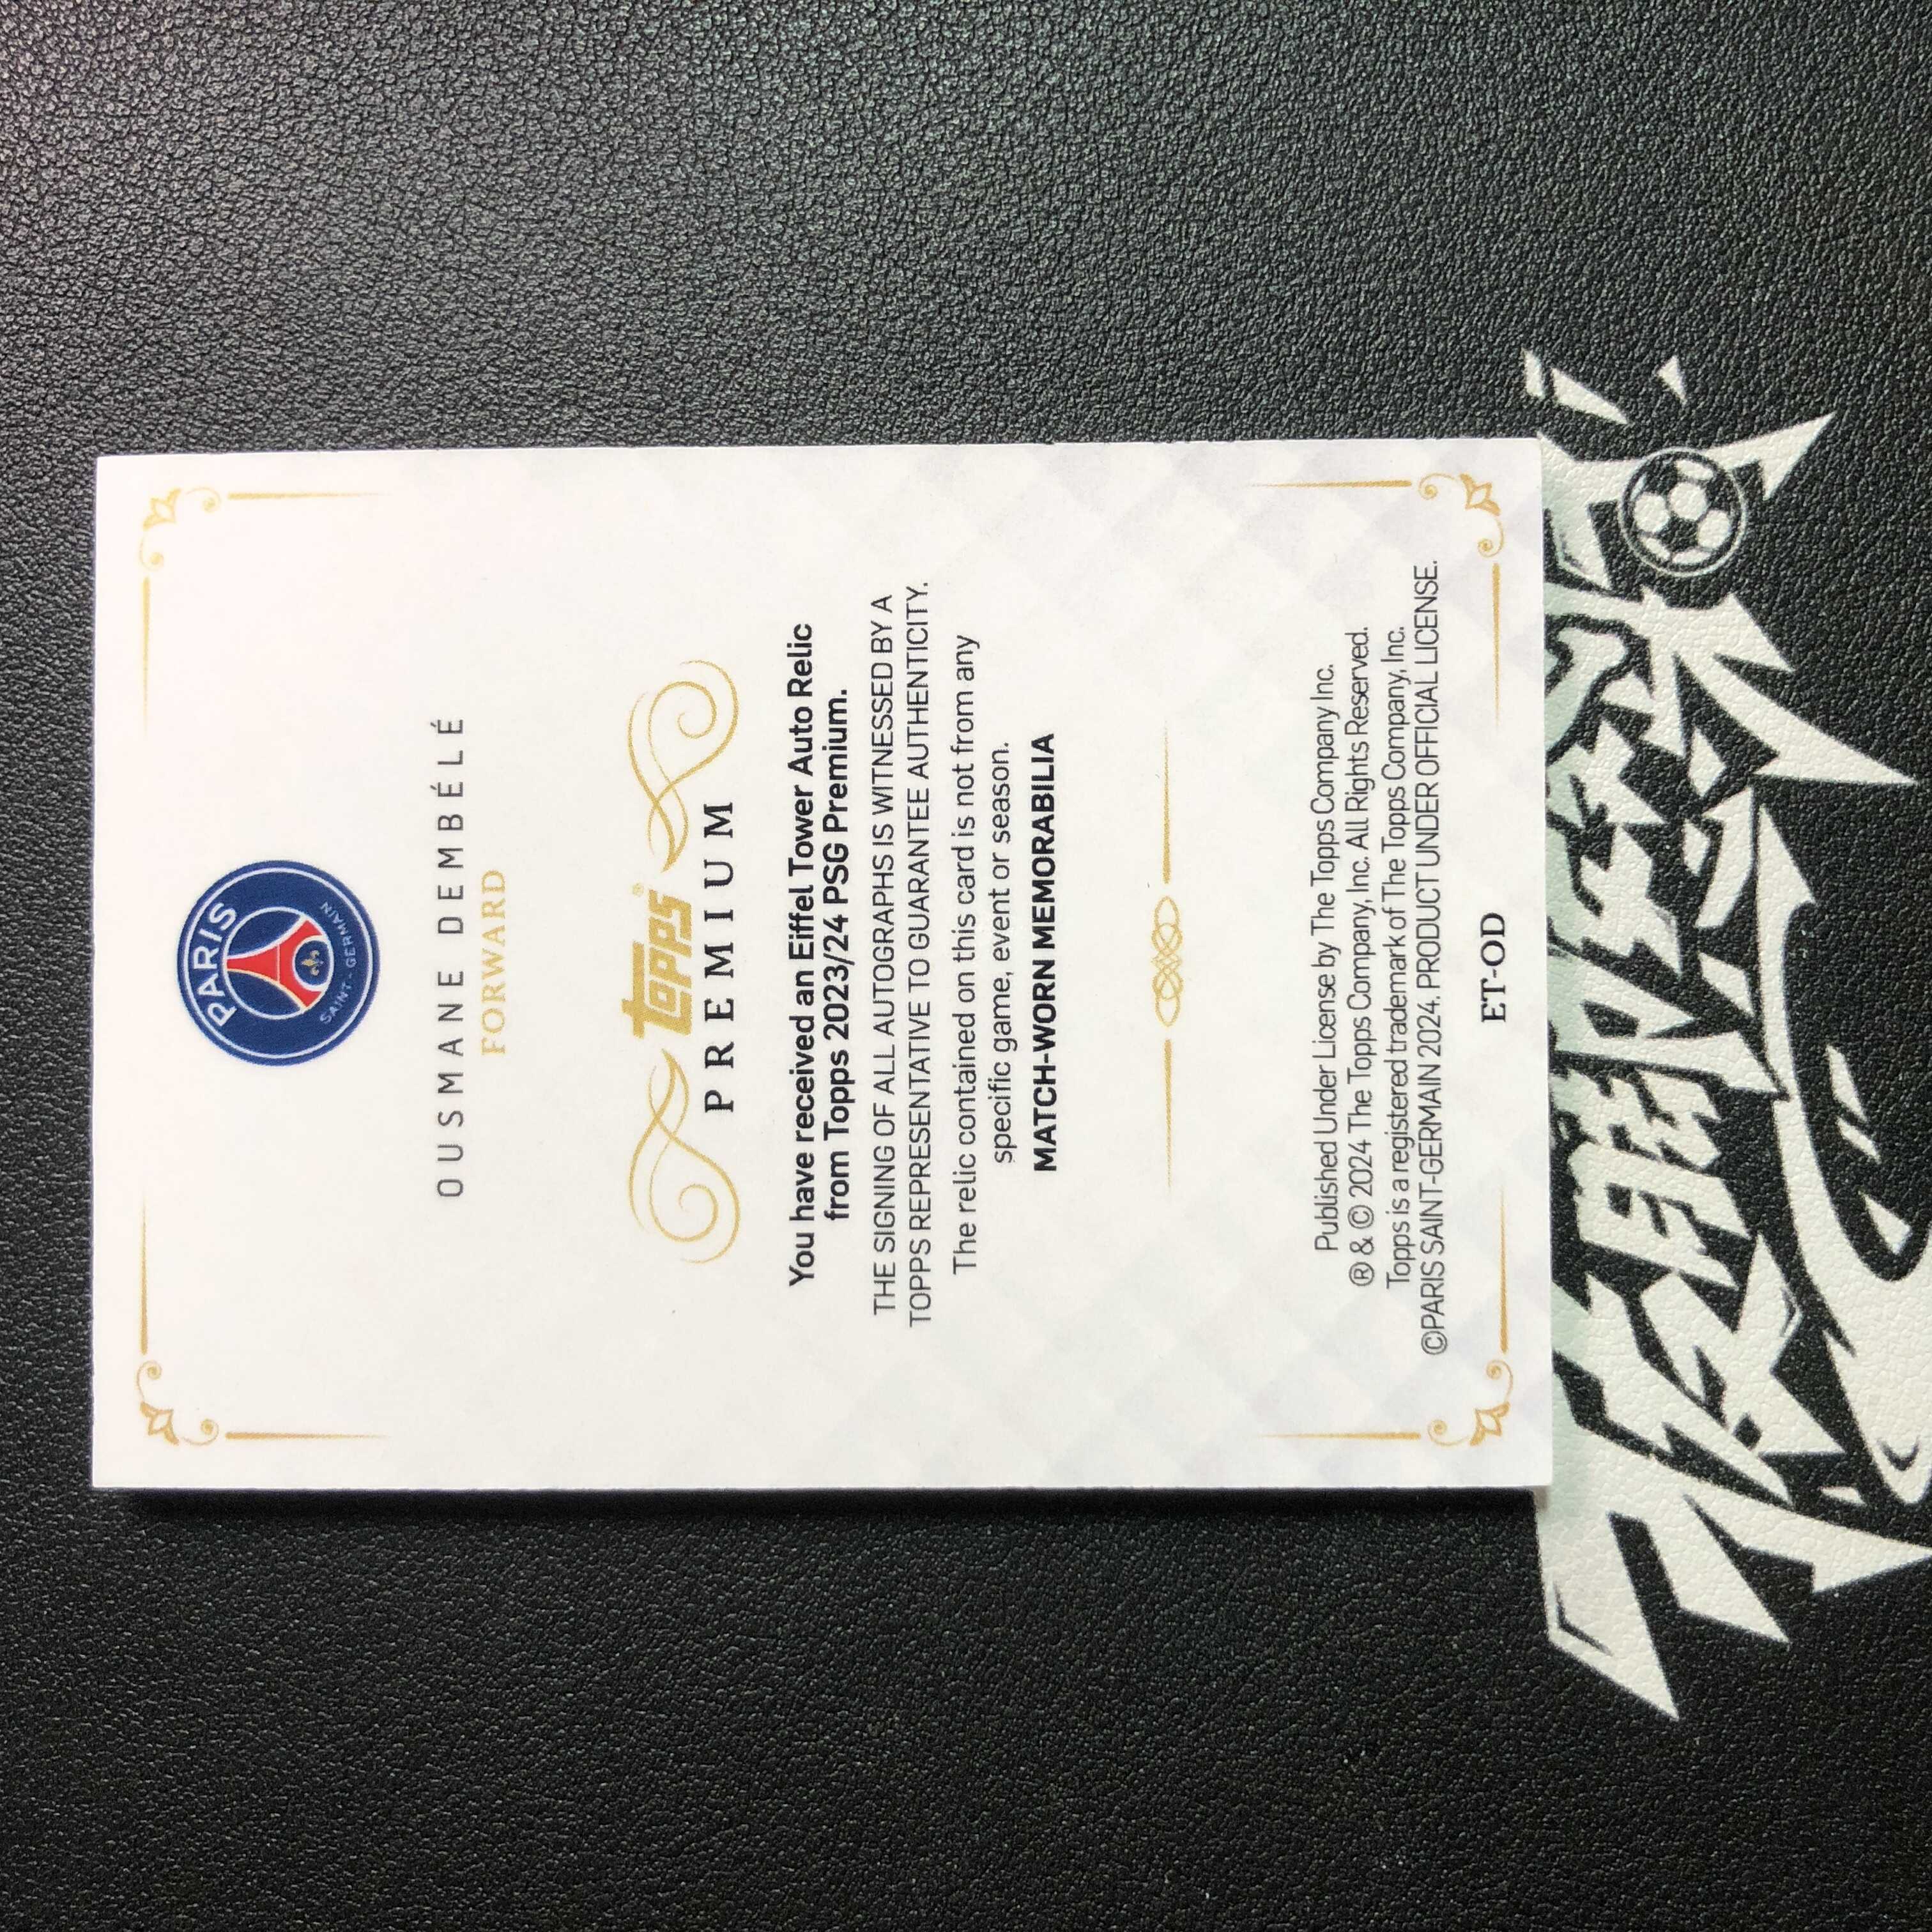 PARIS
SAINT-GERMAIN
OUSMANE DEMBÉLÉ
FORWARD
topps®
PREMIUM
You have received an Eiffel Tower Auto Relic
from Topps 2023/24 PSG Premium.
THE SIGNING OF ALL AUTOGRAPHS IS WITNESSED BY A
TOPPS REPRESENTATIVE TO GUARANTEE AUTHENTICITY.
The relic contained on this card is not from any
specific game, event or season.
MATCH-WORN MEMORABILIA
Published Under License by The Topps Company Inc.
® & © 2024 The Topps Company, Inc. All Rights Reserved.
Topps is a registered trademark of The Topps Company, Inc.
©PARIS SAINT-GERMAIN 2024. PRODUCT UNDER OFFICIAL LICENSE.
ET-OD